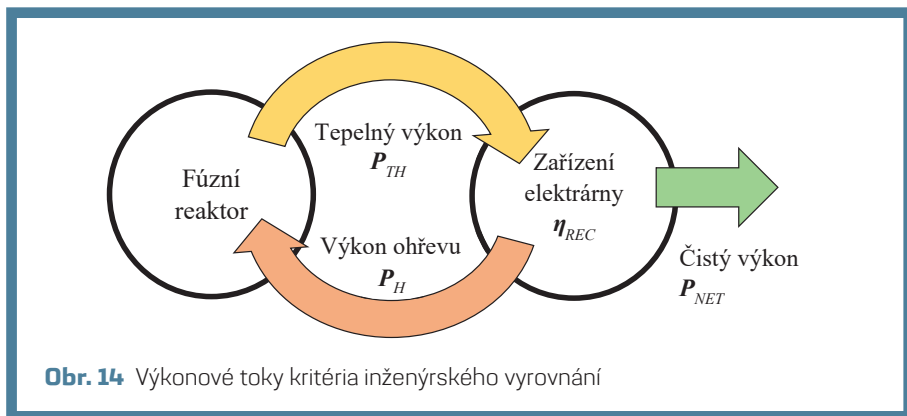 Tepelný výkon
P_TH
Fúzní
reaktor
Zařízení
elektrárny
η_REC
Výkon ohřevu
P_H
Čistý výkon
P_NET
Obr. 14 Výkonové toky kritéria inženýrského vyrovnání